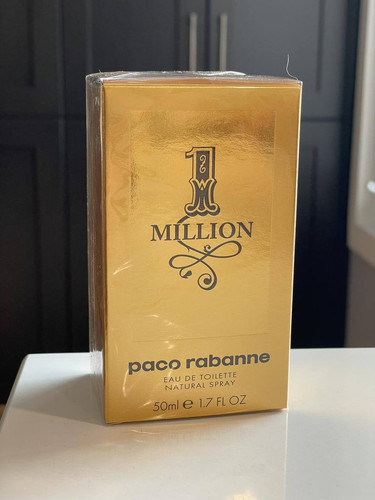 1
MILLION
paco rabanne
EAU DE TOILETTE
NATURAL SPRAY
50ml ℮ 1.7 FL OZ